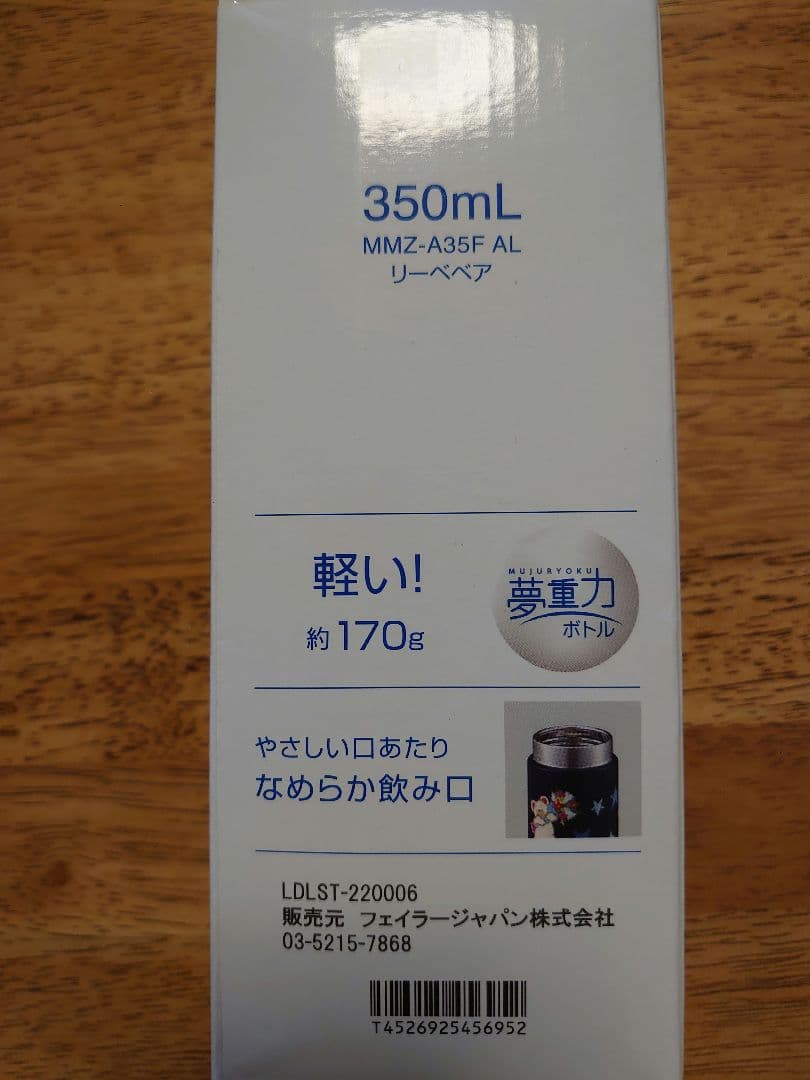 350mL
MMZ-A35F AL
リーベベア
軽い!
約170g
MUJURYOKU
夢重力
ボトル
やさしい口あたり
なめらか飲み口
LDLST-220006
販売元 フェイラージャパン株式会社
03-5215-7868
T4526925456952